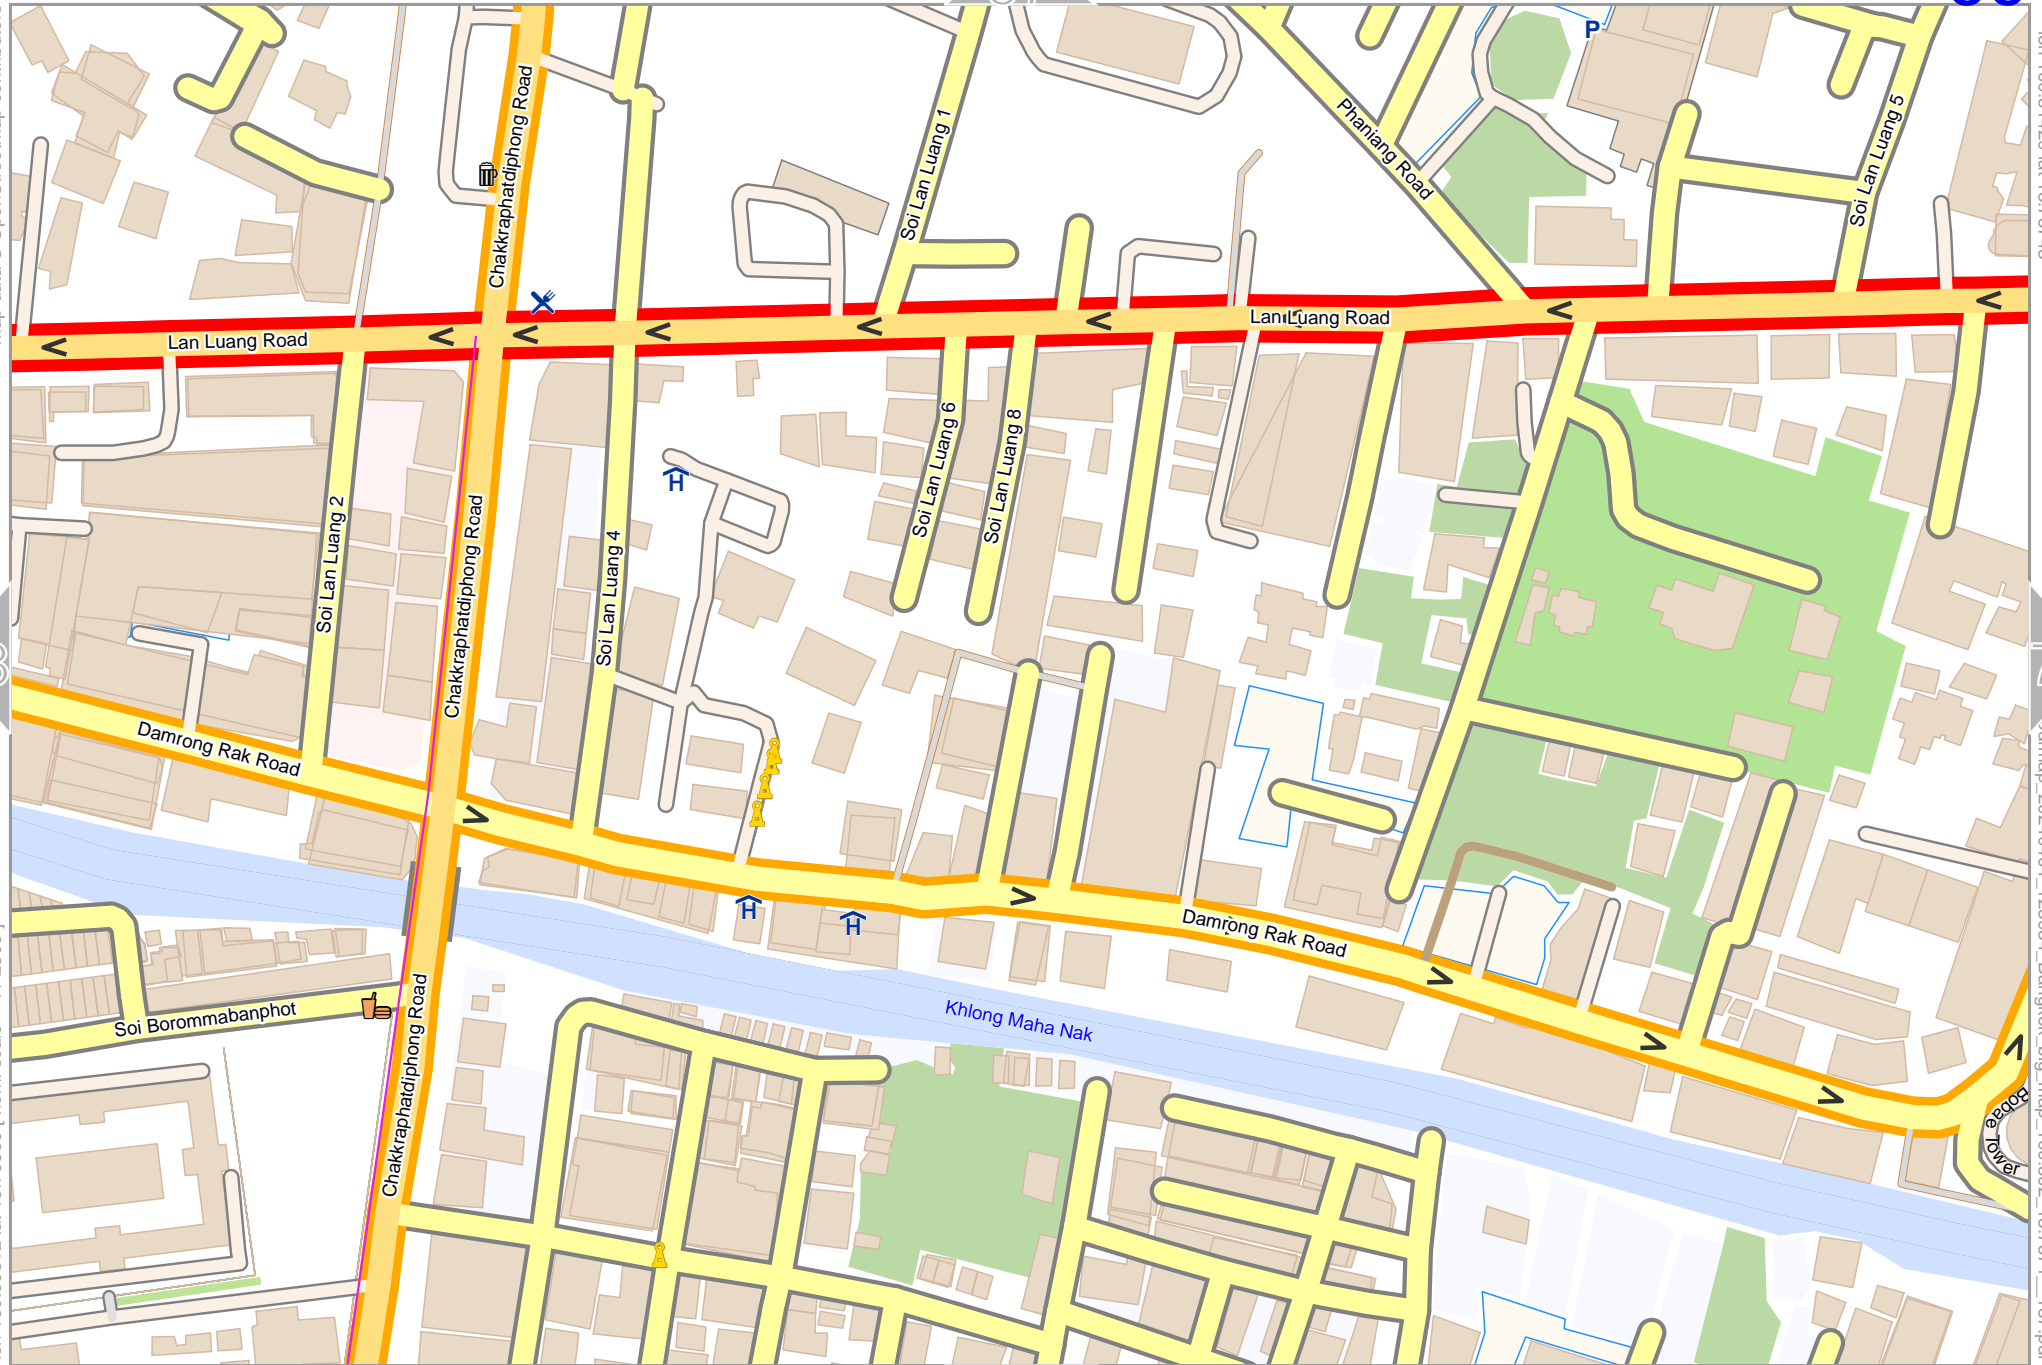 P
Chakkraphatdiphong Road
Soi Lan Luang 1
Phaniang Road
Soi Lan Luang 5
Lan Luang Road
Lan Luang Road
H
Soi Lan Luang 2
Chakkraphatdiphong Road
Soi Lan Luang 4
Soi Lan Luang 6
Soi Lan Luang 8
Damrong Rak Road
H
H
Damrong Rak Road
Soi Borommabanphot
Chakkraphatdiphong Road
Khlong Maha Nak
Bobae Tower